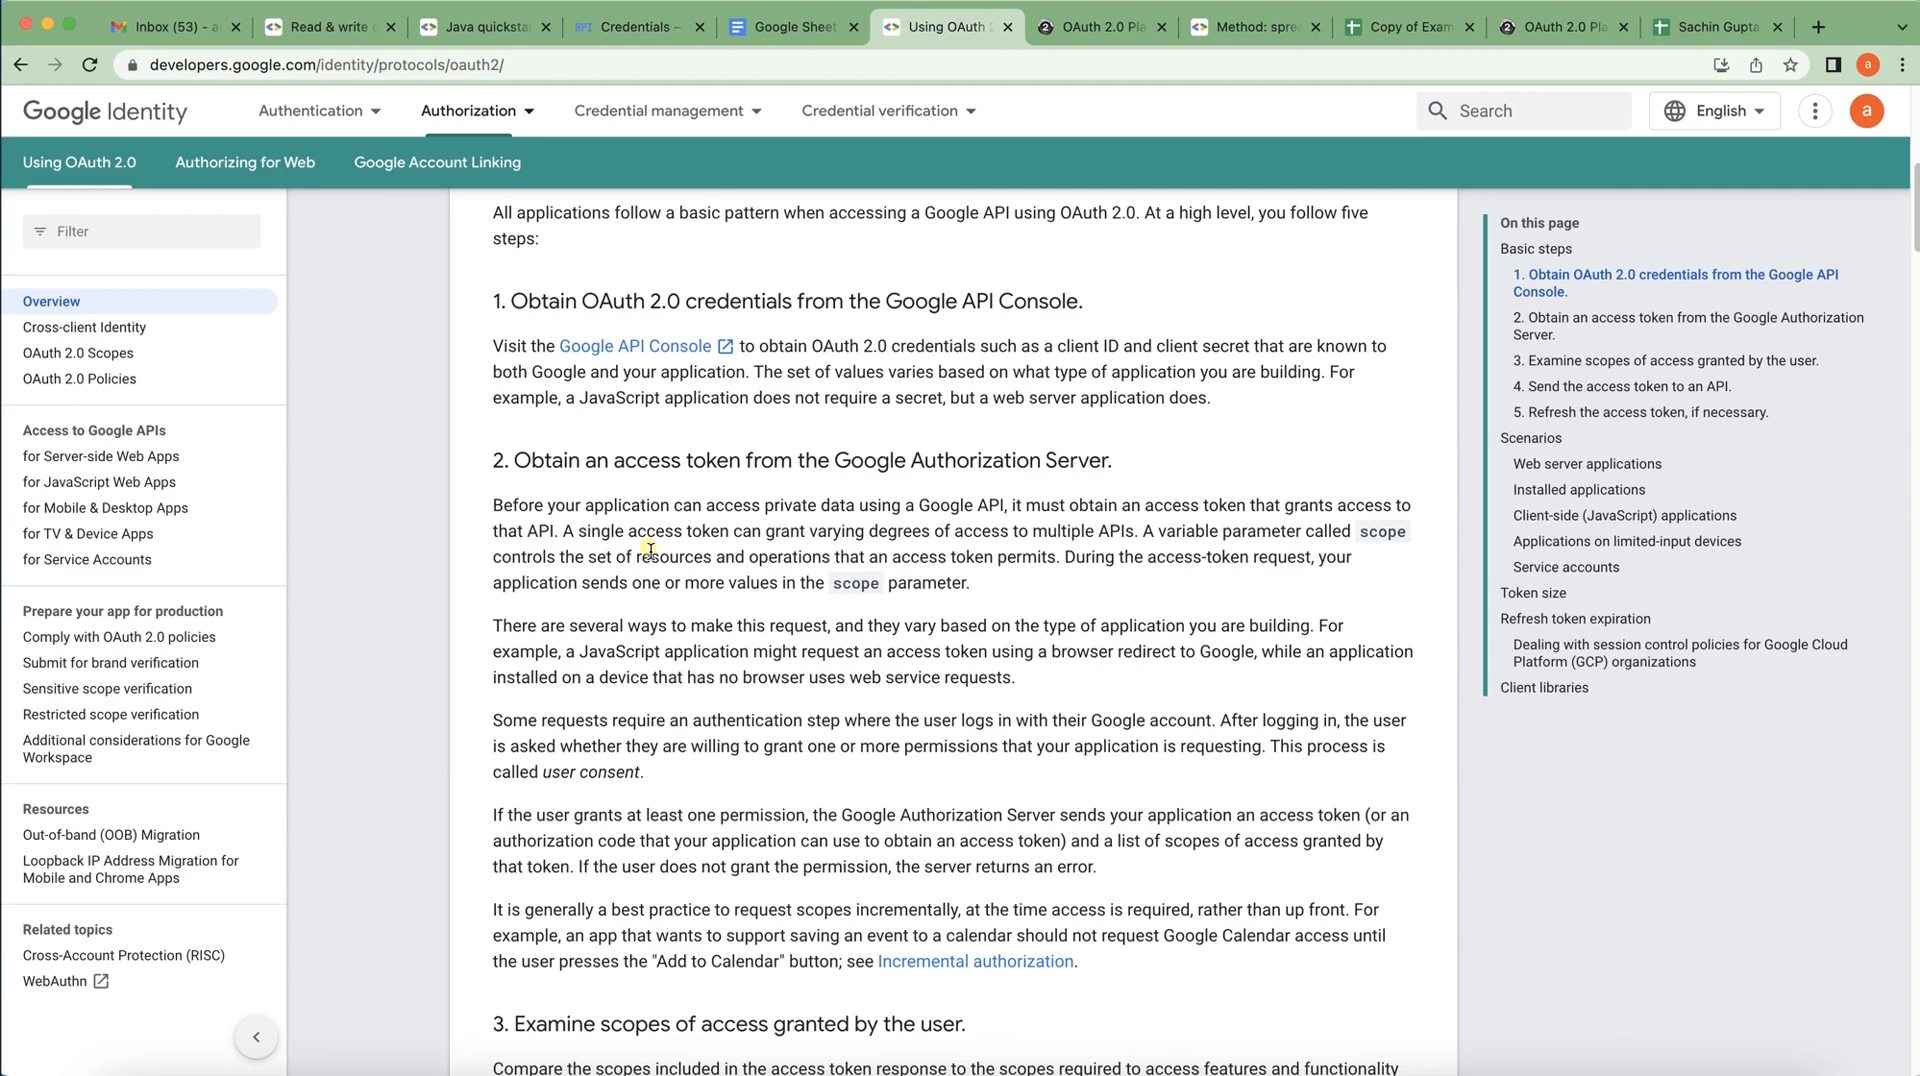 Inbox (53) - a
Read & write c
Java quicksta
API Credentials –
Google Sheet
Using OAuth 2
OAuth 2.0 Pla
Method: sprea
Copy of Exam
OAuth 2.0 Pla
Sachin Gupta
developers.google.com/identity/protocols/oauth2/
a
Google Identity
Authentication
Authorization
Credential management
Credential verification
Search
English
a
Using OAuth 2.0
Authorizing for Web
Google Account Linking
Filter
Overview
Cross-client Identity
OAuth 2.0 Scopes
OAuth 2.0 Policies
Access to Google APIs
for Server-side Web Apps
for JavaScript Web Apps
for Mobile & Desktop Apps
for TV & Device Apps
for Service Accounts
Prepare your app for production
Comply with OAuth 2.0 policies
Submit for brand verification
Sensitive scope verification
Restricted scope verification
Additional considerations for Google
Workspace
Resources
Out-of-band (OOB) Migration
Loopback IP Address Migration for
Mobile and Chrome Apps
Related topics
Cross-Account Protection (RISC)
WebAuthn
All applications follow a basic pattern when accessing a Google API using OAuth 2.0. At a high level, you follow five
steps:
1. Obtain OAuth 2.0 credentials from the Google API Console.
Visit the Google API Console to obtain OAuth 2.0 credentials such as a client ID and client secret that are known to
both Google and your application. The set of values varies based on what type of application you are building. For
example, a JavaScript application does not require a secret, but a web server application does.
2. Obtain an access token from the Google Authorization Server.
Before your application can access private data using a Google API, it must obtain an access token that grants access to
that API. A single access token can grant varying degrees of access to multiple APIs. A variable parameter called scope
controls the set of resources and operations that an access token permits. During the access-token request, your
application sends one or more values in the scope parameter.
There are several ways to make this request, and they vary based on the type of application you are building. For
example, a JavaScript application might request an access token using a browser redirect to Google, while an application
installed on a device that has no browser uses web service requests.
Some requests require an authentication step where the user logs in with their Google account. After logging in, the user
is asked whether they are willing to grant one or more permissions that your application is requesting. This process is
called user consent.
If the user grants at least one permission, the Google Authorization Server sends your application an access token (or an
authorization code that your application can use to obtain an access token) and a list of scopes of access granted by
that token. If the user does not grant the permission, the server returns an error.
It is generally a best practice to request scopes incrementally, at the time access is required, rather than up front. For
example, an app that wants to support saving an event to a calendar should not request Google Calendar access until
the user presses the "Add to Calendar" button; see Incremental authorization.
3. Examine scopes of access granted by the user.
Compare the scopes included in the access token response to the scopes required to access features and functionality
On this page
Basic steps
1. Obtain OAuth 2.0 credentials from the Google API
Console.
2. Obtain an access token from the Google Authorization
Server.
3. Examine scopes of access granted by the user.
4. Send the access token to an API.
5. Refresh the access token, if necessary.
Scenarios
Web server applications
Installed applications
Client-side (JavaScript) applications
Applications on limited-input devices
Service accounts
Token size
Refresh token expiration
Dealing with session control policies for Google Cloud
Platform (GCP) organizations
Client libraries